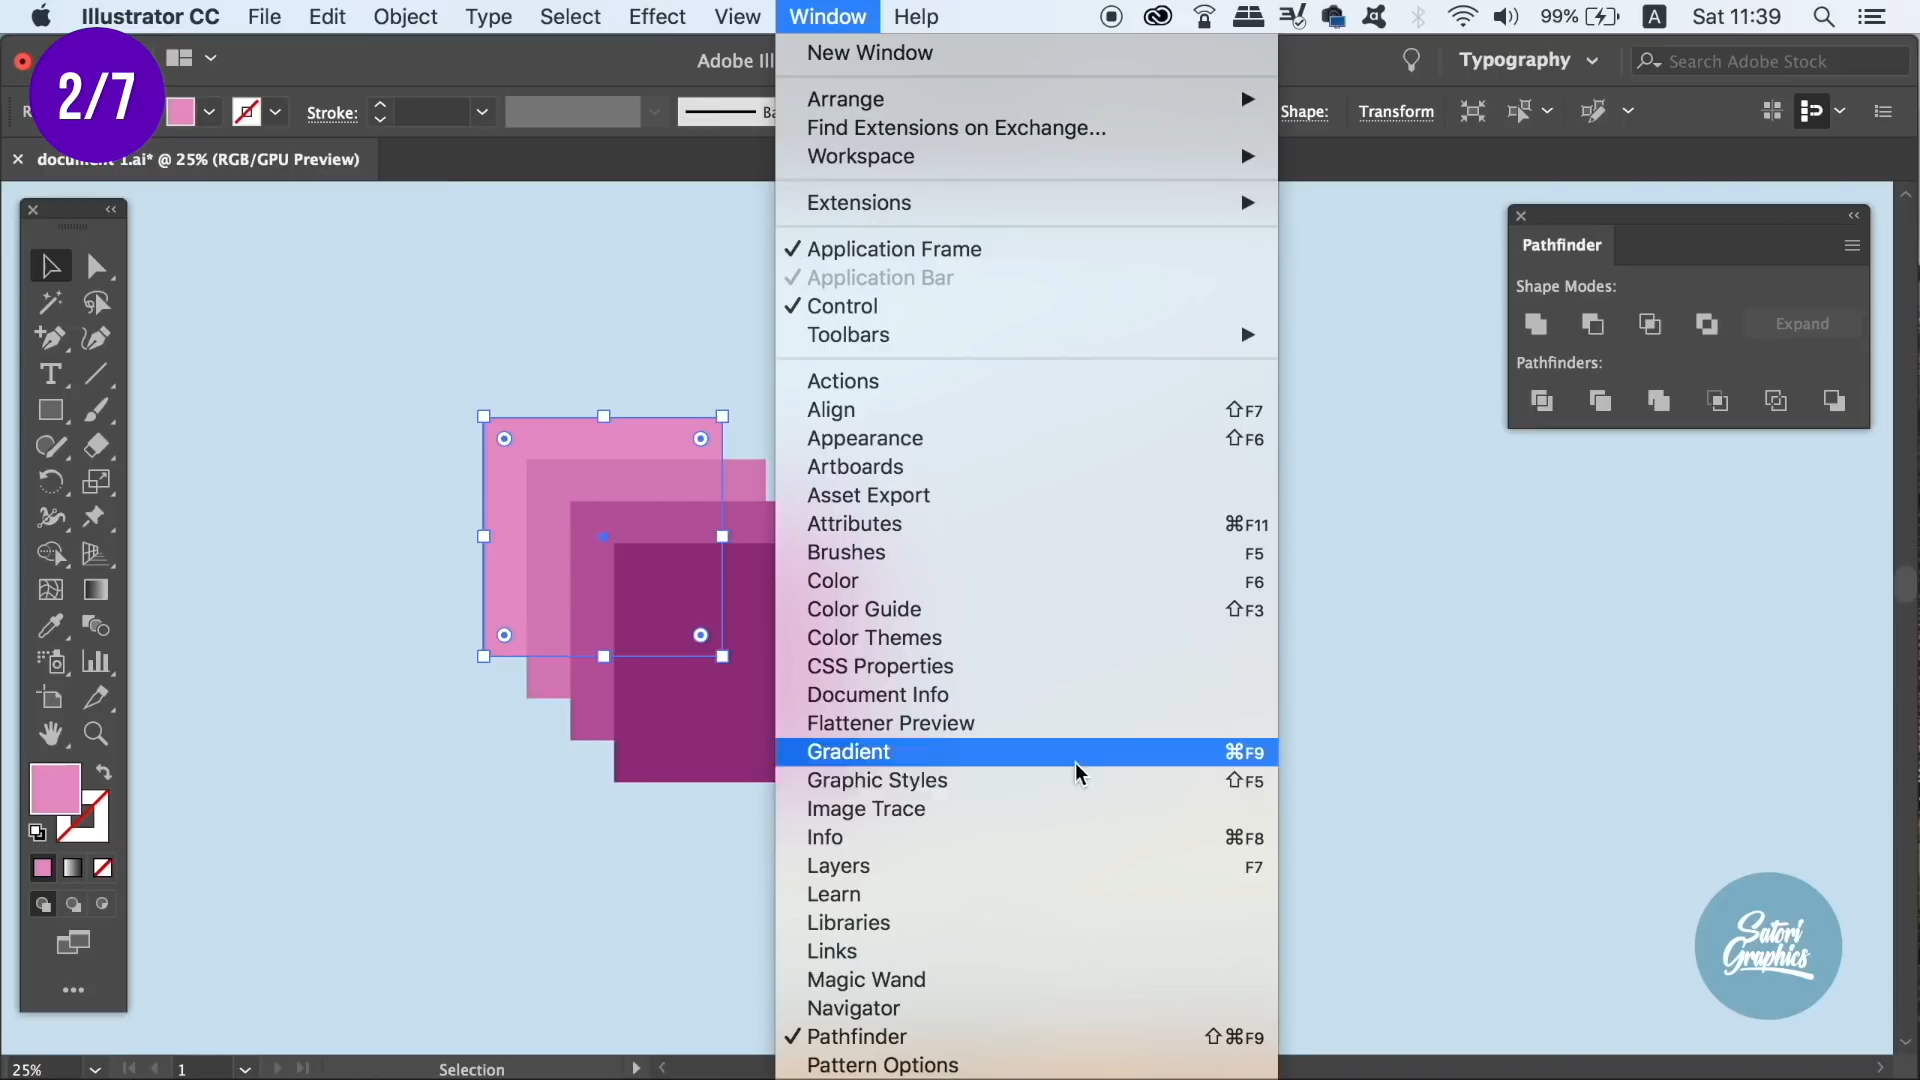 Illustrator CC File Edit Object Type Select Effect View Window Help 99% A Sat 11:39
2/7
Adobe Ill
Typography
Search Adobe Stock
R
Stroke:
Ba
Shape:
Transform
document 1.ai* @ 25% (RGB/GPU Preview)
New Window
Arrange
Find Extensions on Exchange...
Workspace
Extensions
Application Frame
Application Bar
Control
Toolbars
Actions
Align ⇧F7
Appearance ⇧F6
Artboards
Asset Export
Attributes ⌘F11
Brushes F5
Color F6
Color Guide ⇧F3
Color Themes
CSS Properties
Document Info
Flattener Preview
Gradient ⌘F9
Graphic Styles ⇧F5
Image Trace
Info ⌘F8
Layers F7
Learn
Libraries
Links
Magic Wand
Navigator
Pathfinder ⇧⌘F9
Pattern Options
Pathfinder
Shape Modes:
Expand
Pathfinders:
Satori
Graphics
25%
1
Selection